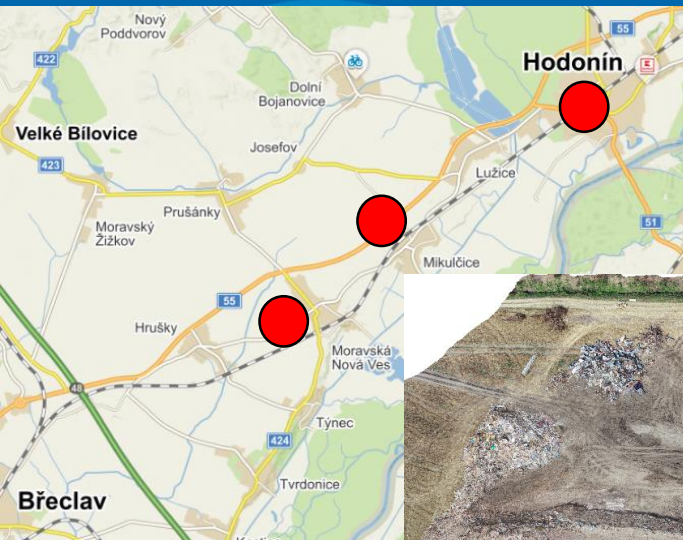 Nový
Poddvorov
55
Hodonín
422
Dolní
Bojanovice
Velké Bílovice
Josefov
423
Lužice
Prušánky
51
Moravský
Žižkov
Mikulčice
55
Hrušky
Moravská
Nová Ves
48
Týnec
424
Tvrdonice
Břeclav